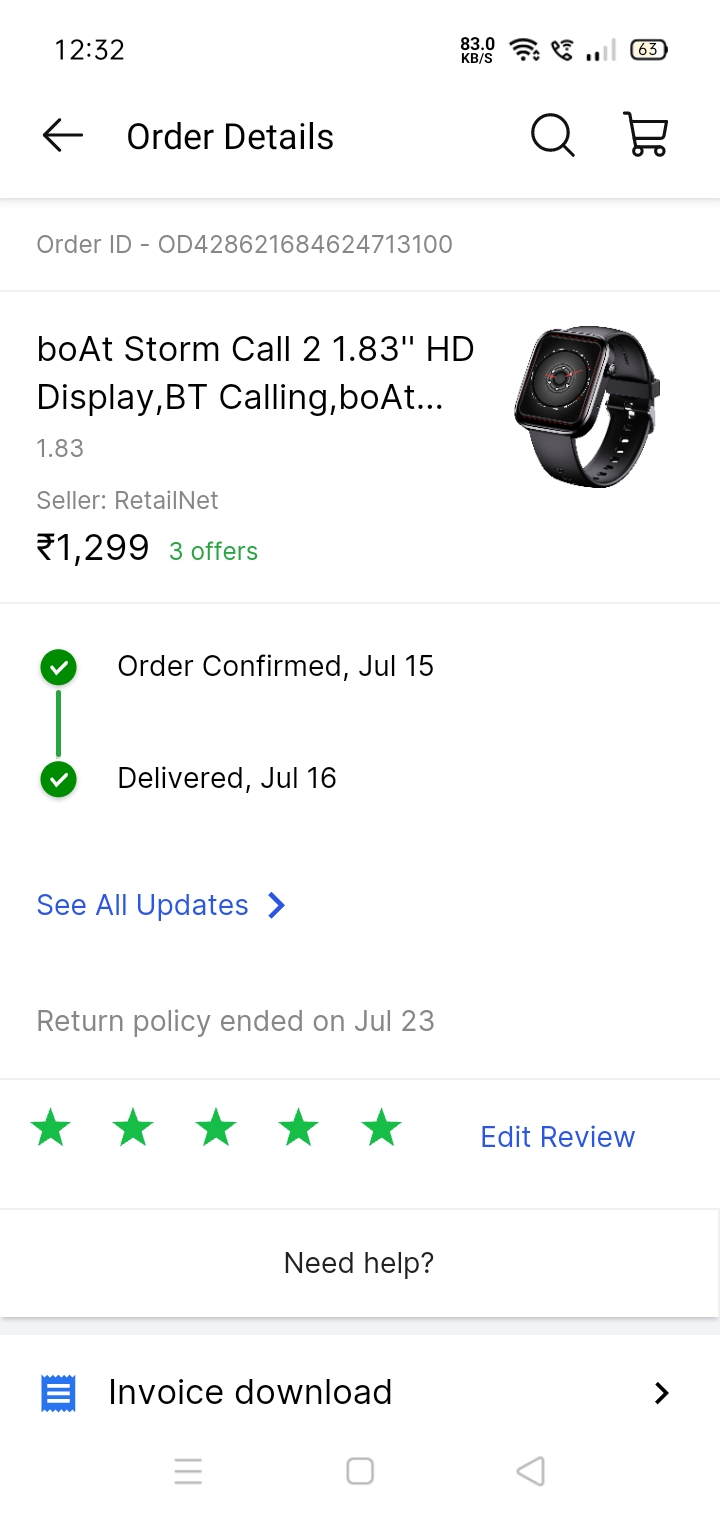 12:32
83.0
KB/S
63
Order Details
Order ID - OD428621684624713100
boAt Storm Call 2 1.83" HD
Display,BT Calling,boAt...
1.83
Seller: RetailNet
₹1,299 3 offers
Order Confirmed, Jul 15
Delivered, Jul 16
See All Updates
Return policy ended on Jul 23
Edit Review
Need help?
Invoice download